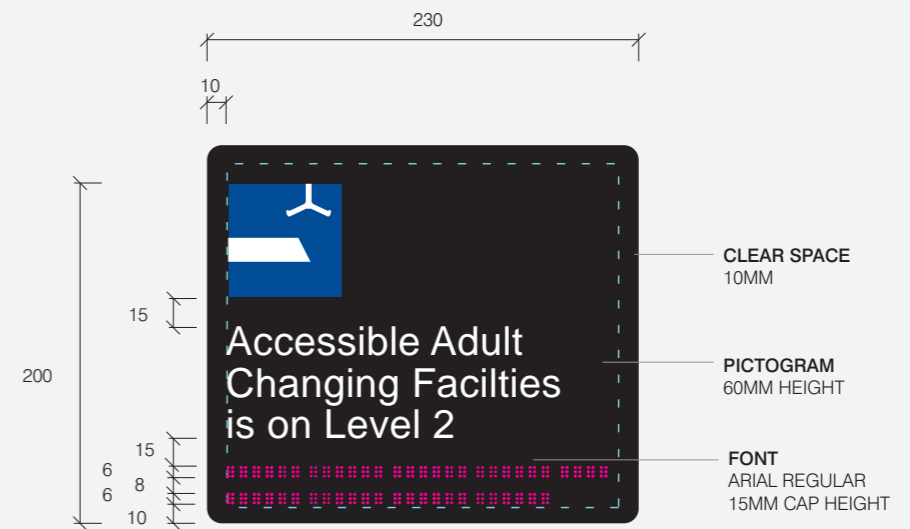 230
10
CLEAR SPACE
10MM
15
Accessible Adult
Changing Facilties
is on Level 2
200
PICTOGRAM
60MM HEIGHT
15
6
8
6
10
FONT
ARIAL REGULAR
15MM CAP HEIGHT